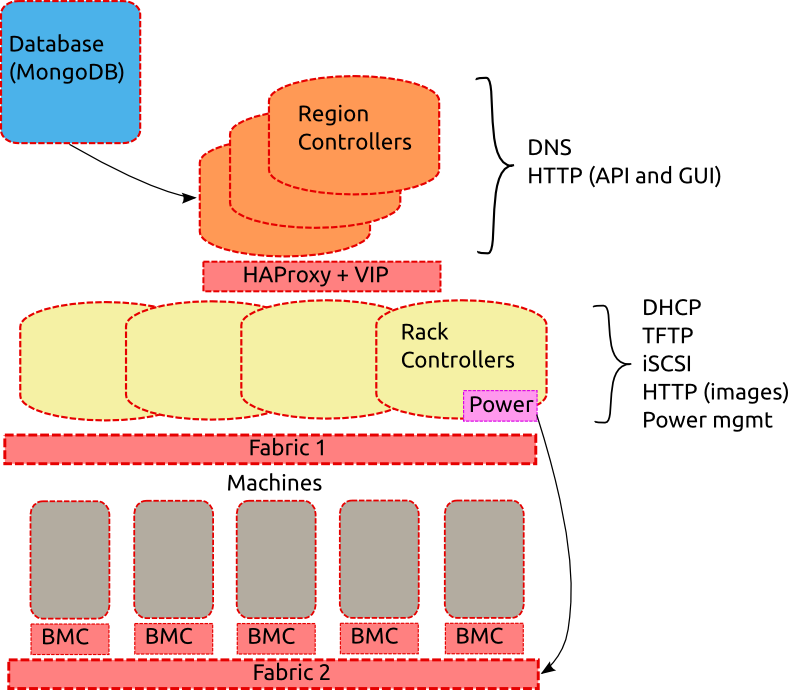 Database
(MongoDB)
Region
Controllers
DNS
HTTP (API and GUI)
HAProxy + VIP
Rack
Controllers
Power
DHCP
TFTP
iSCSI
HTTP (images)
Power mgmt
Fabric 1
Machines
BMC
BMC
BMC
BMC
BMC
Fabric 2